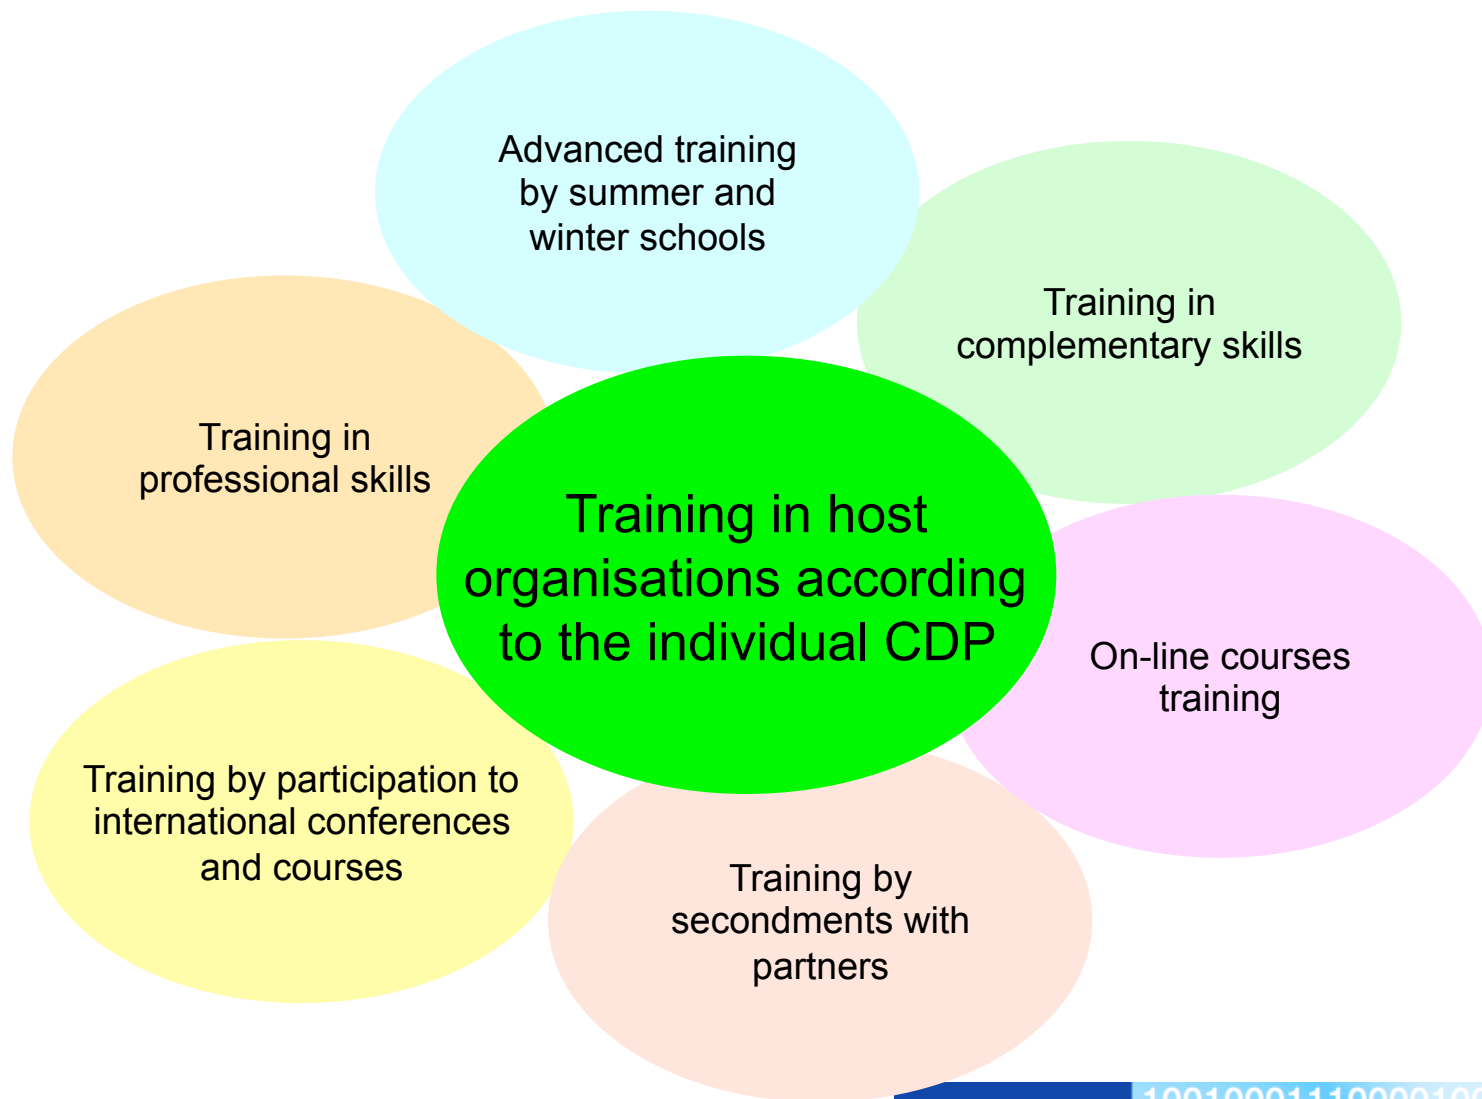 Advanced training
by summer and
winter schools
Training in
complementary skills
Training in
professional skills
Training in host
organisations according
to the individual CDP
On-line courses
training
Training by participation to
international conferences
and courses
Training by
secondments with
partners